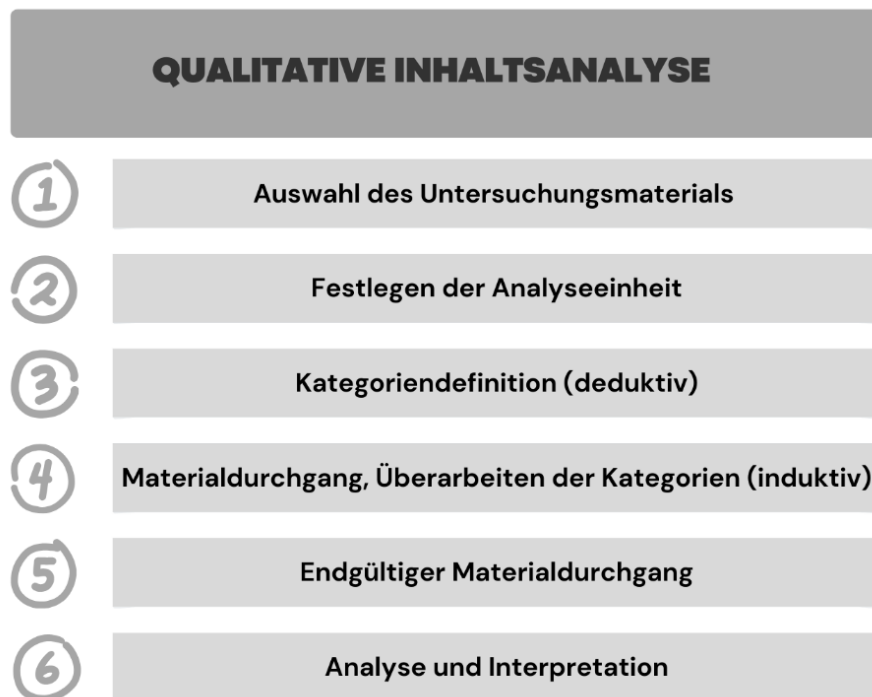 QUALITATIVE INHALTSANALYSE
1 Auswahl des Untersuchungsmaterials
2 Festlegen der Analyseeinheit
3 Kategoriendefinition (deduktiv)
4 Materialdurchgang, Überarbeiten der Kategorien (induktiv)
5 Endgültiger Materialdurchgang
6 Analyse und Interpretation